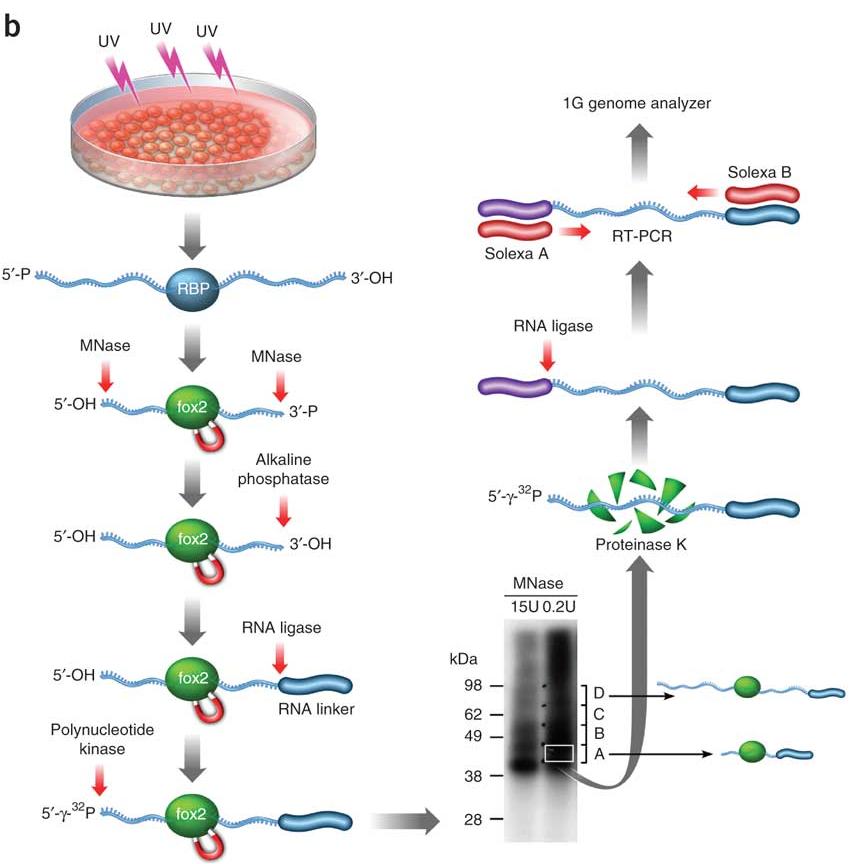 b
UV
UV
UV
5′-P
RBP
3′-OH
MNase
MNase
5′-OH
fox2
3′-P
Alkaline
phosphatase
5′-OH
fox2
3′-OH
RNA ligase
5′-OH
fox2
RNA linker
Polynucleotide
kinase
5′-γ-³²P
fox2
1G genome analyzer
Solexa B
Solexa A
RT-PCR
RNA ligase
5′-γ-³²P
Proteinase K
MNase
15U 0.2U
kDa
98
62
49
38
28
D
C
B
A